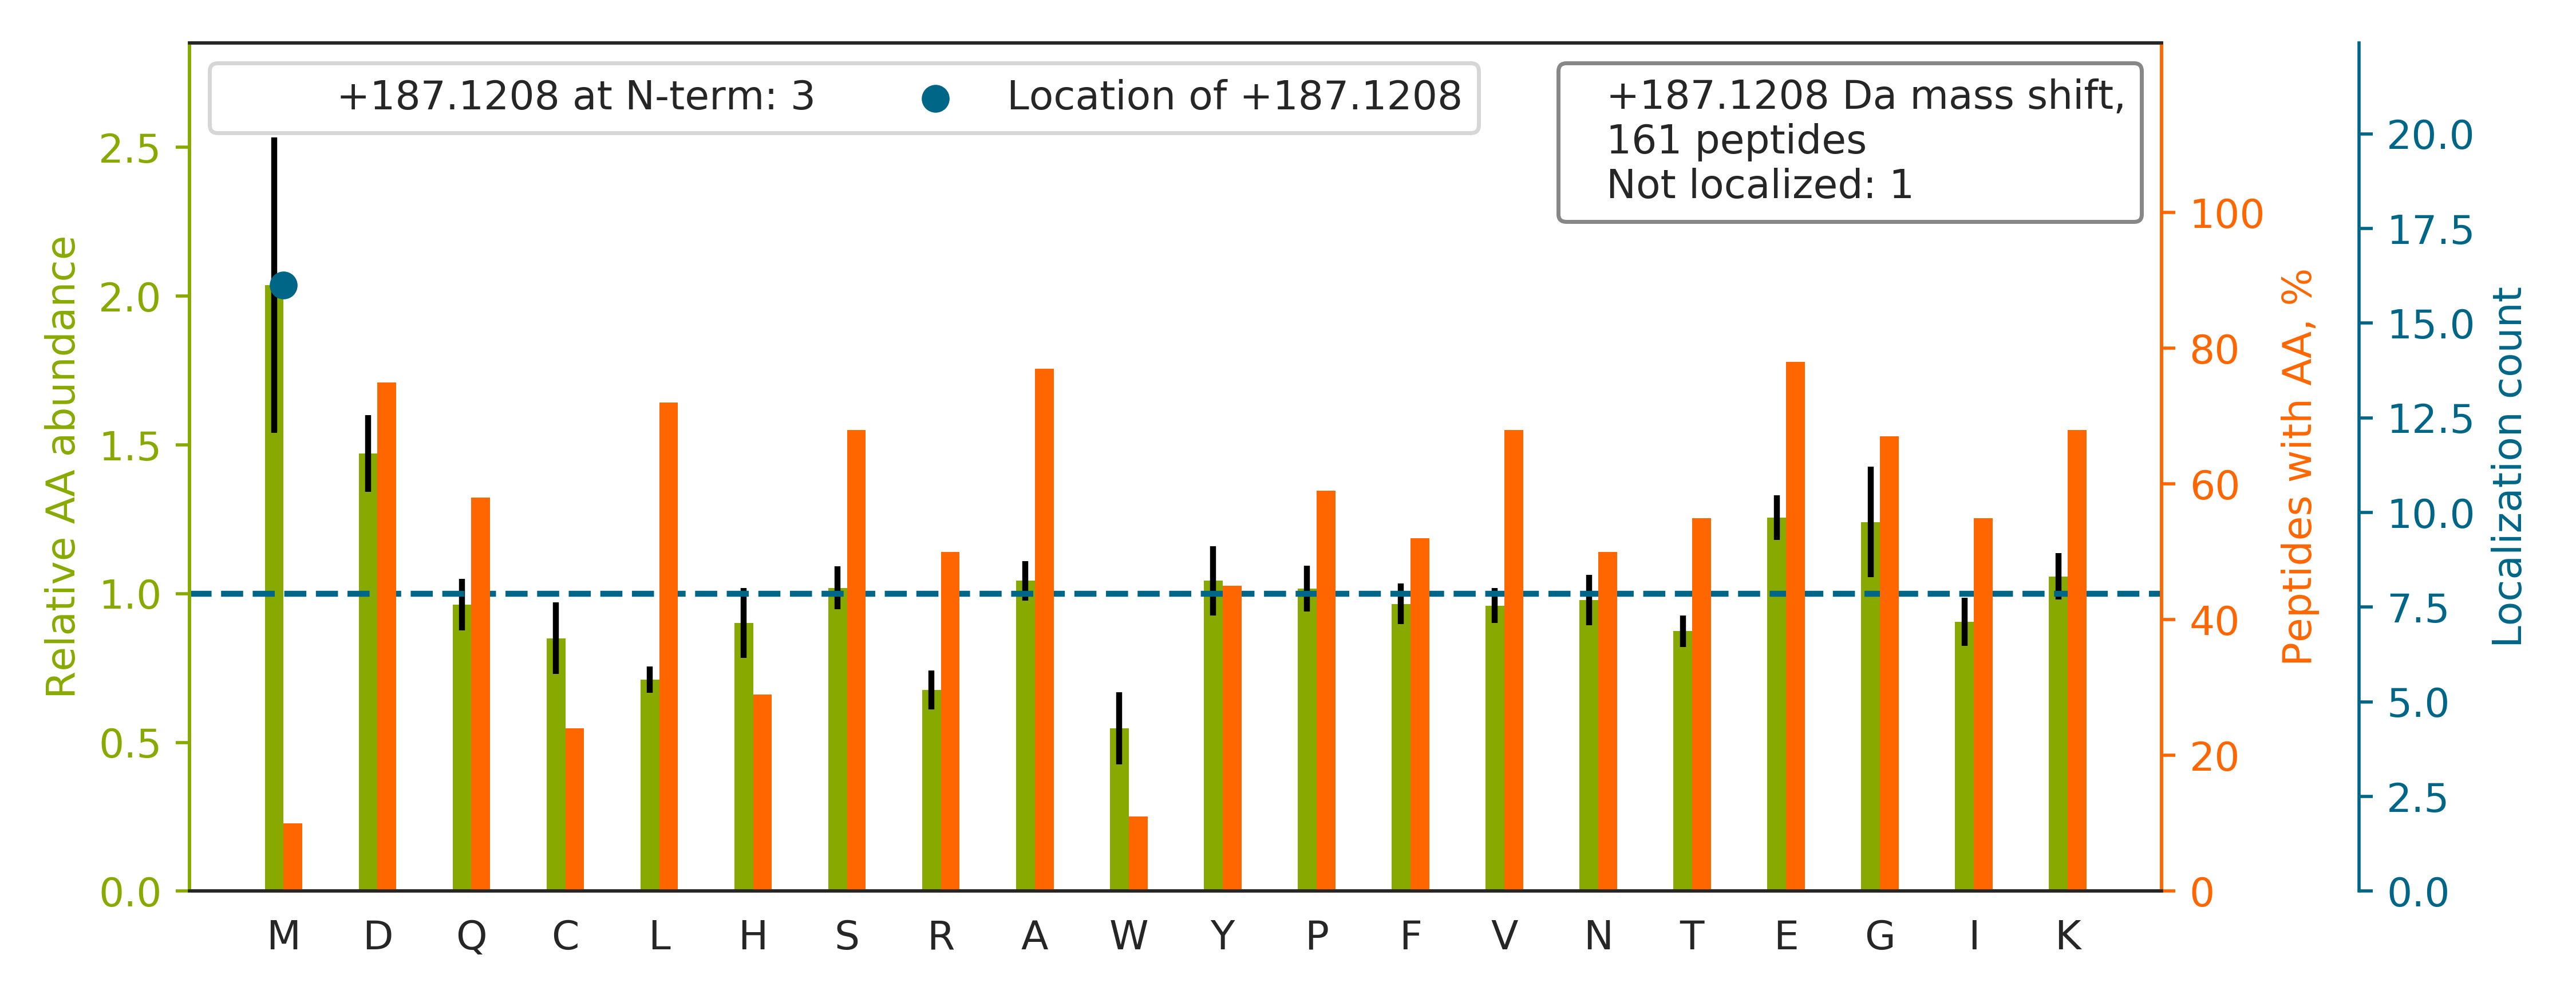 +187.1208 at N-term: 3
Location of +187.1208
+187.1208 Da mass shift,
161 peptides
Not localized: 1
Relative AA abundance
2.5
2.0
1.5
1.0
0.5
0.0
100
80
60
40
20
0
Peptides with AA, %
20.0
17.5
15.0
12.5
10.0
7.5
5.0
2.5
0.0
Localization count
M D Q C L H S R A W Y P F V N T E G I K